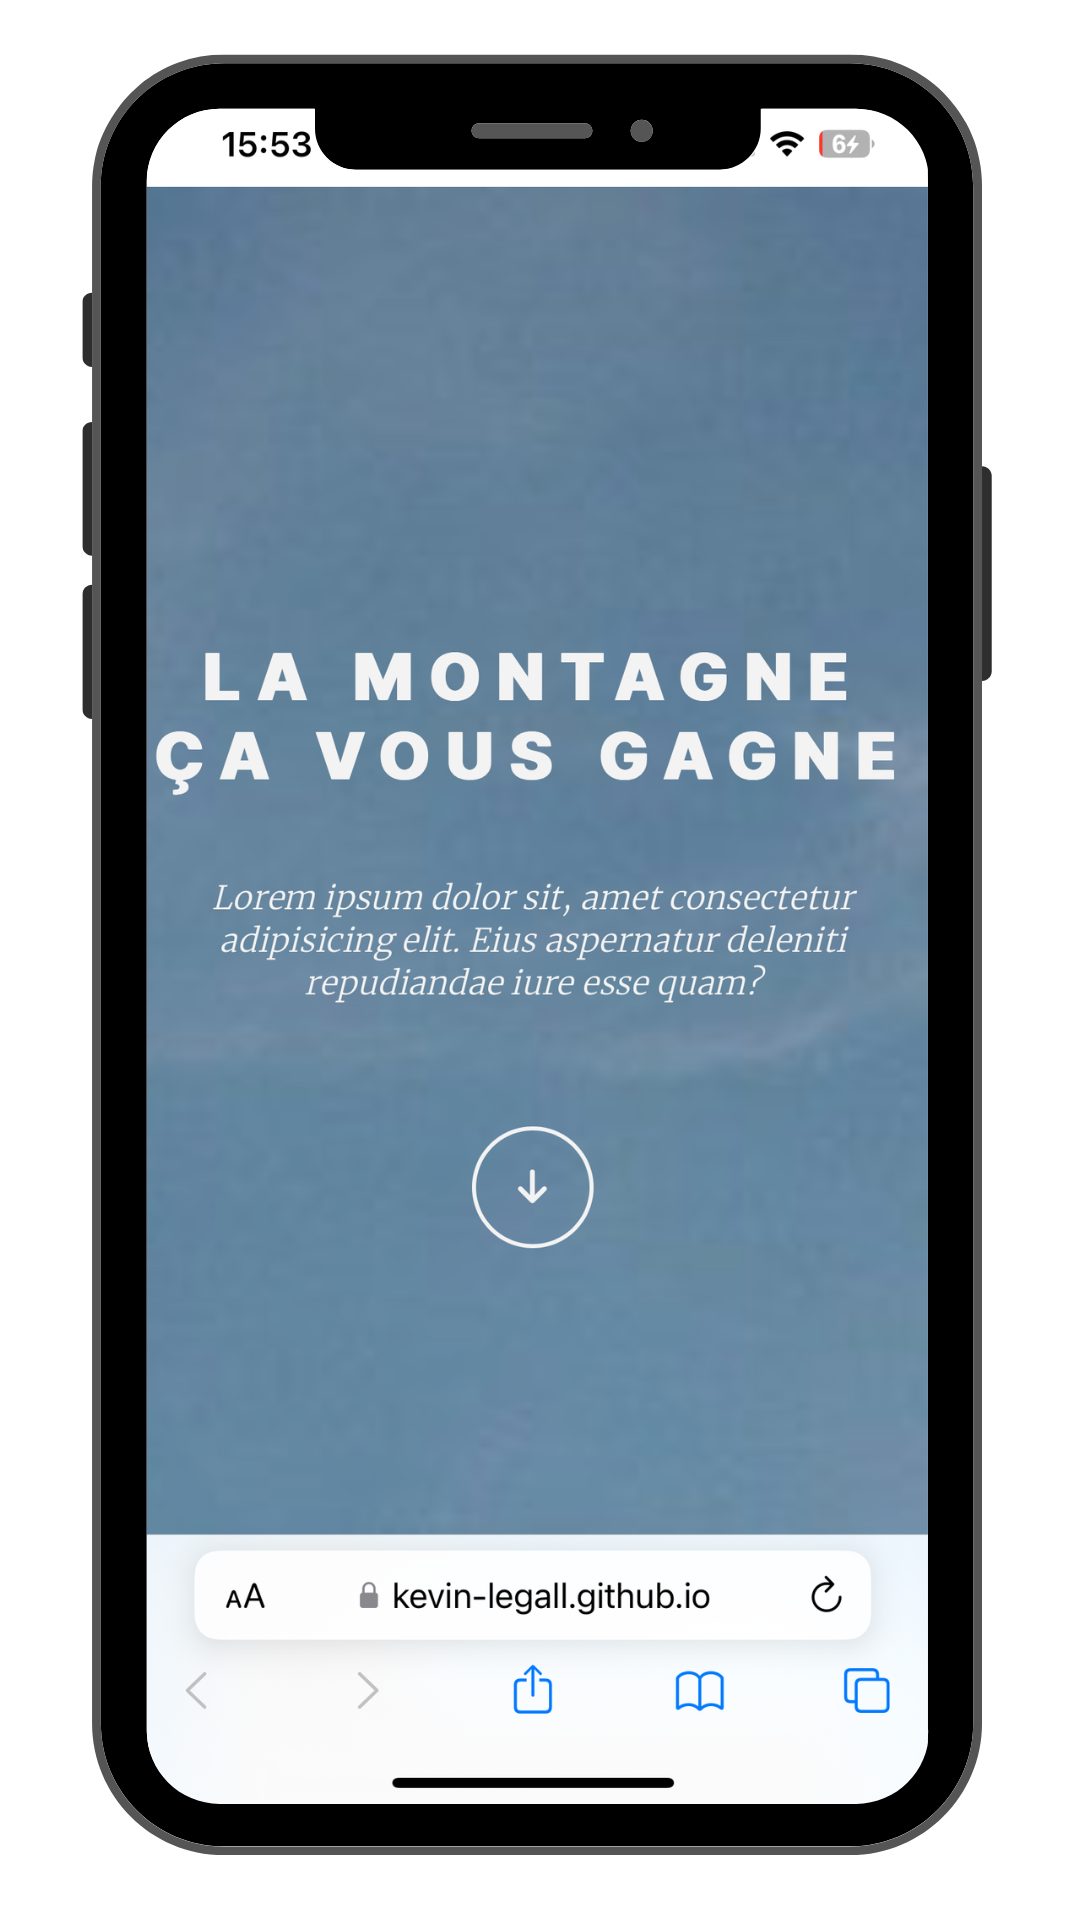 15:53
6
LA MONTAGNE
ÇA VOUS GAGNE
Lorem ipsum dolor sit, amet consectetur
adipisicing elit. Eius aspernatur deleniti
repudiandae iure esse quam?
AA
kevin-legall.github.io